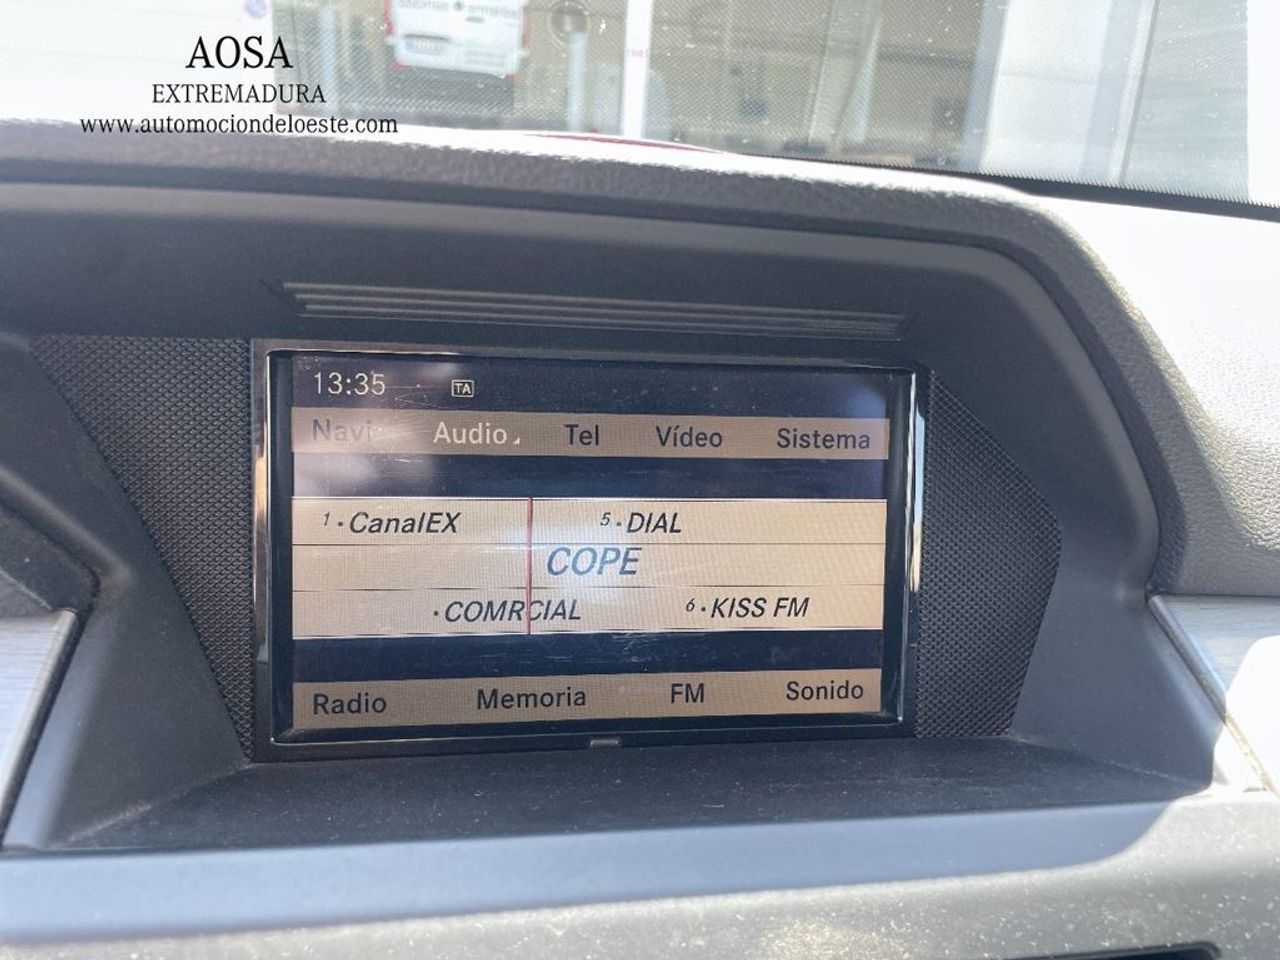 AOSA
EXTREMADURA
www.automociondeloeste.com
13:35 TA
Navi Audio Tel Vídeo Sistema
1 · CanalEX 5 · DIAL
COPE
· COMRCIAL 6 · KISS FM
Radio Memoria FM Sonido